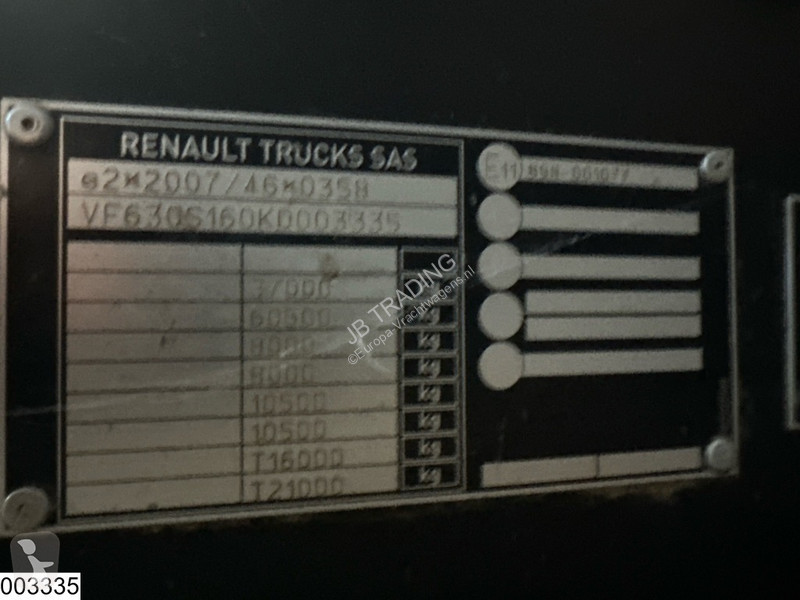 RENAULT TRUCKS SAS
e2*2007/46*0358
VF630S160KD003335
37000
60500 kg
8000 kg
8000 kg
10500 kg
10500 kg
T16000 kg
T21000 kg
E11
JB TRADING
©Europa-Vrachtwagens.nl
003335